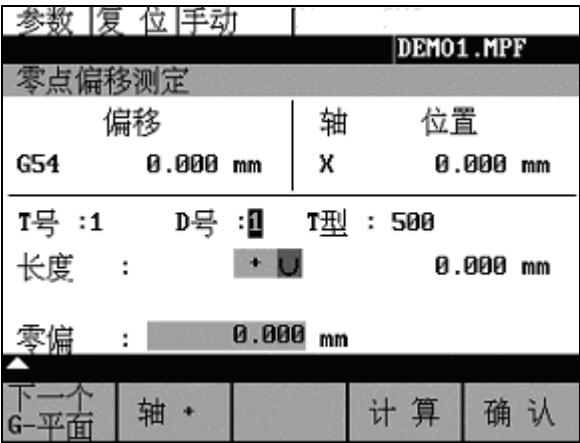 参数 复 位 手动
DEMO1.MPF
零点偏移测定
偏移 轴 位置
G54 0.000 mm X 0.000 mm
T号 :1 D号 :1 T型 : 500
长度 : + 0.000 mm
零偏 : 0.000 mm
下一个
G-平面 轴 + 计 算 确 认